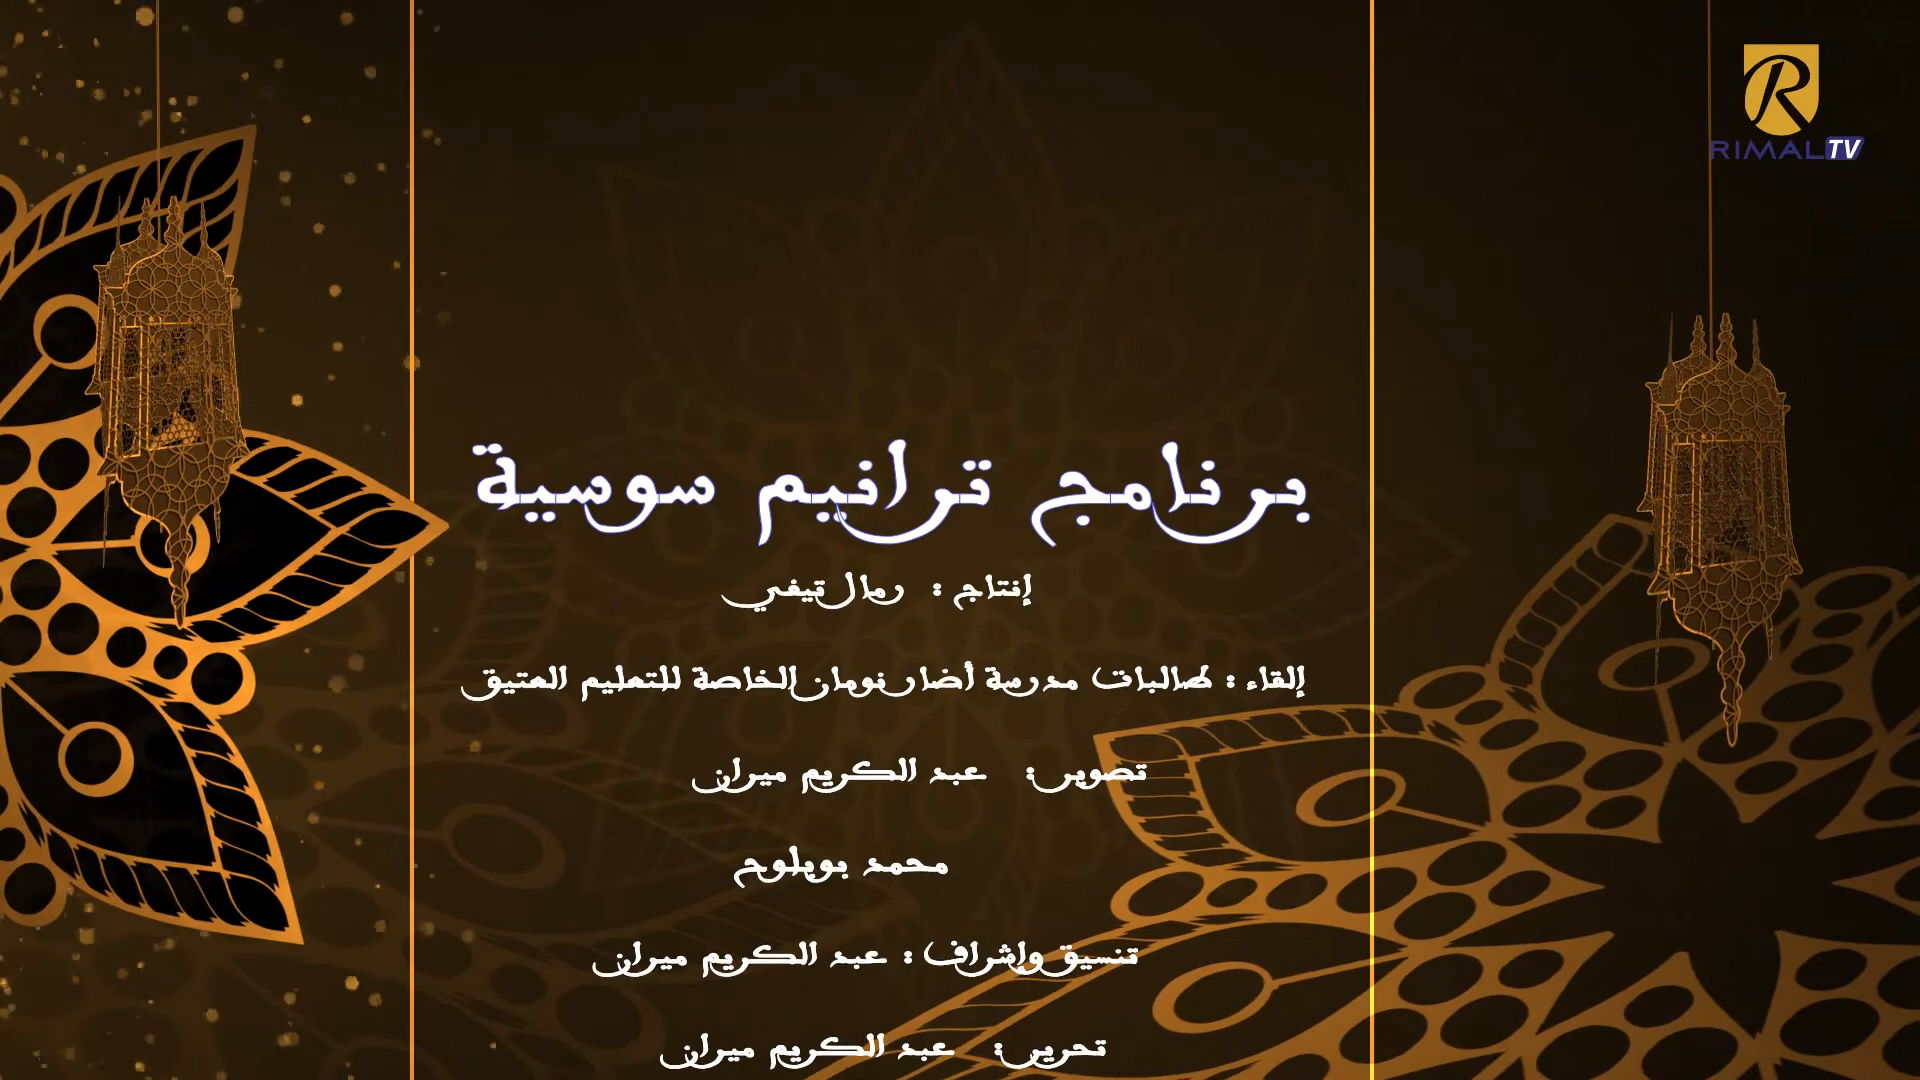 RIMAL TV
برنامج ترانيم سوسية
إنتاج : رمال تيفي
إلقاء : طالبات مدرسة أضار نومان الخاصة للتعليم العتيق
تصوير : عبد الكريم ميران
محمد بوبلوح
تنسيق وإشراف : عبد الكريم ميران
تحرير : عبد الكريم ميران